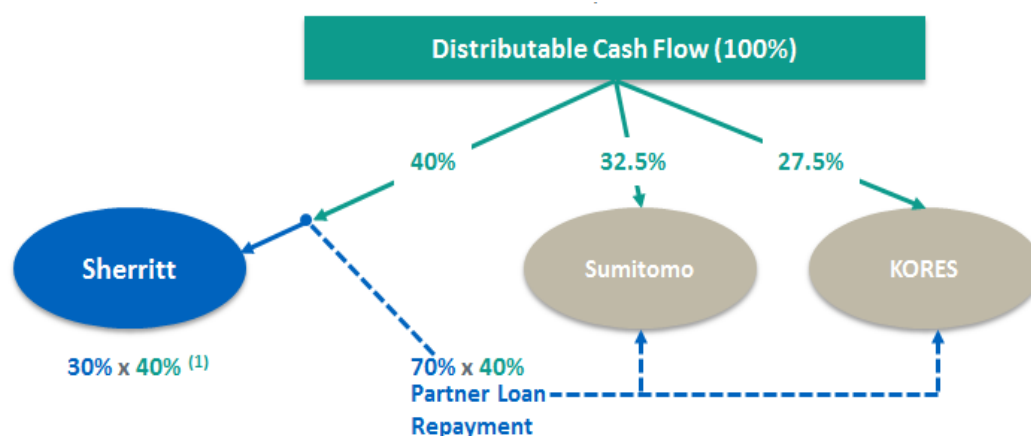 Distributable Cash Flow (100%)
40%
32.5%
27.5%
Sherritt
Sumitomo
KORES
30% x 40% (1)
70% x 40%
Partner Loan
Repayment